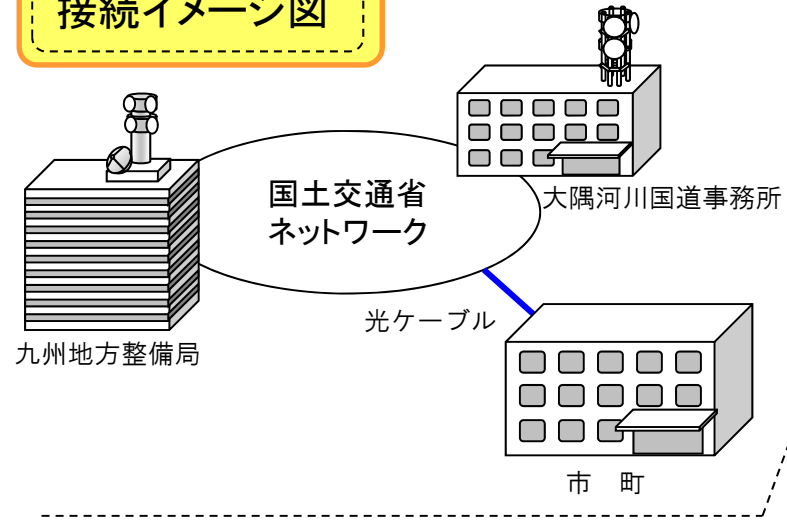 接続イメージ図
国土交通省
ネットワーク
大隅河川国道事務所
光ケーブル
九州地方整備局
市　町